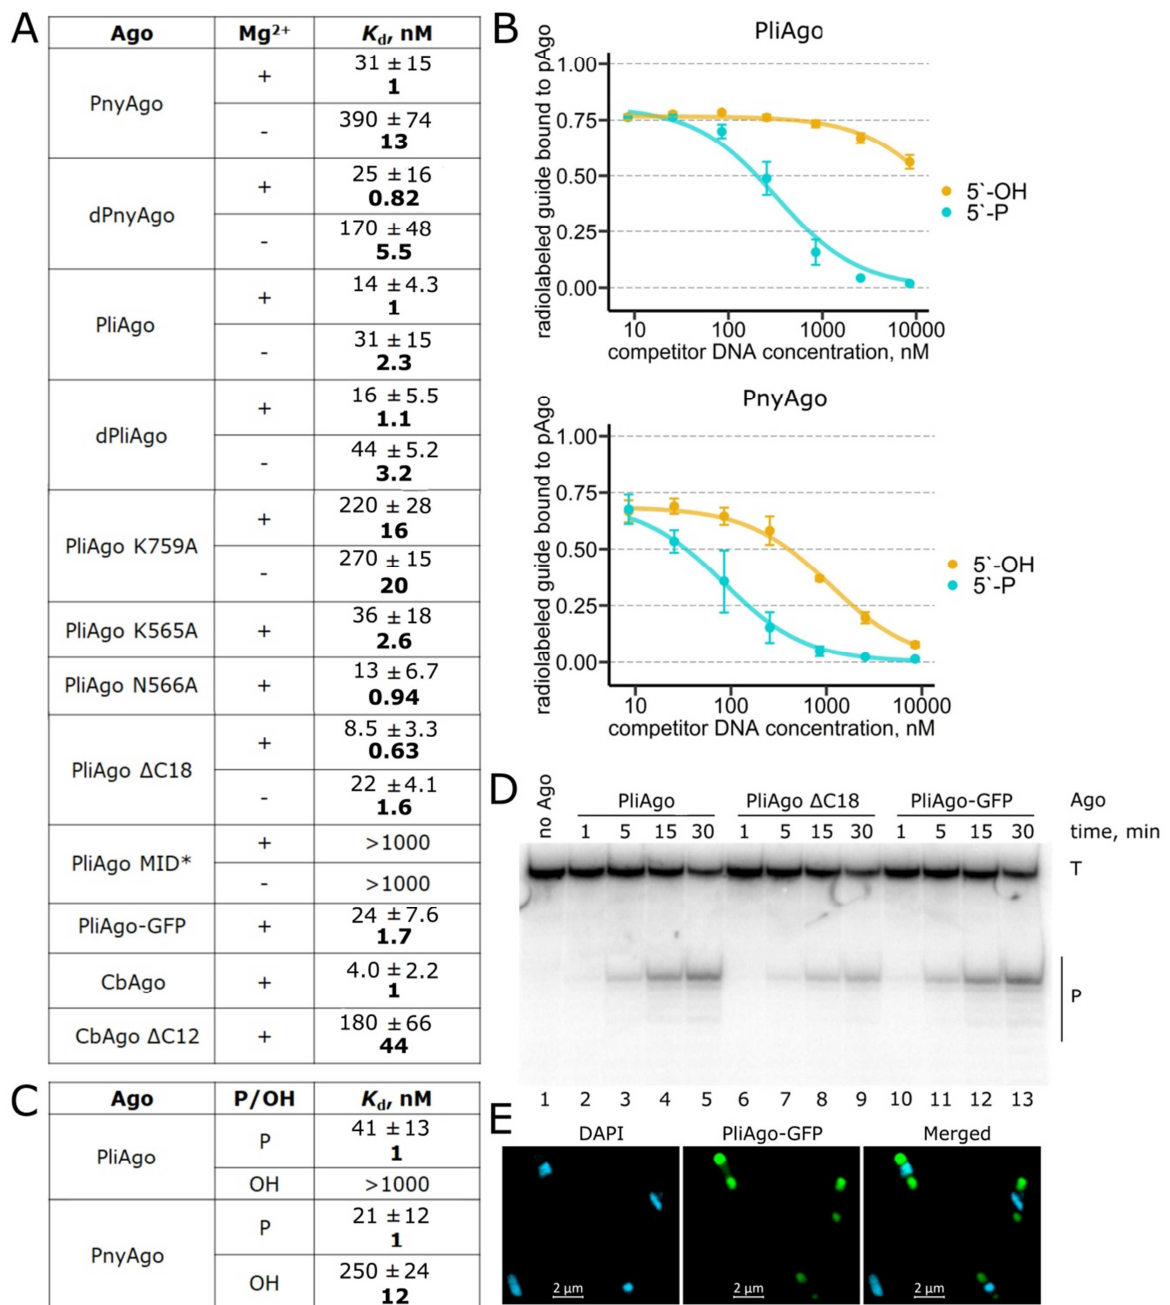 A
Ago Mg²⁺ Kd, nM
PnyAgo
+ 31 ± 15
1
- 390 ± 74
13
dPnyAgo
+ 25 ± 16
0.82
- 170 ± 48
5.5
PliAgo
+ 14 ± 4.3
1
- 31 ± 15
2.3
dPliAgo
+ 16 ± 5.5
1.1
- 44 ± 5.2
3.2
PliAgo K759A
+ 220 ± 28
16
- 270 ± 15
20
PliAgo K565A + 36 ± 18
2.6
PliAgo N566A + 13 ± 6.7
0.94
PliAgo ΔC18
+ 8.5 ± 3.3
0.63
- 22 ± 4.1
1.6
PliAgo MID*
+ >1000
- >1000
PliAgo-GFP + 24 ± 7.6
1.7
CbAgo + 4.0 ± 2.2
1
CbAgo ΔC12 + 180 ± 66
44
B
PliAgo
radiolabeled guide bound to pAgo
1.00
0.75
0.50
0.25
0.00
10 100 1000 10000
competitor DNA concentration, nM
5`-OH
5`-P
PnyAgo
radiolabeled guide bound to pAgo
1.00
0.75
0.50
0.25
0.00
10 100 1000 10000
competitor DNA concentration, nM
5`-OH
5`-P
C
Ago P/OH Kd, nM
PliAgo
P 41 ± 13
1
OH >1000
PnyAgo
P 21 ± 12
1
OH 250 ± 24
12
D
no Ago PliAgo PliAgo ΔC18 PliAgo-GFP Ago
1 5 15 30 1 5 15 30 1 5 15 30 time, min
T
P
1 2 3 4 5 6 7 8 9 10 11 12 13
E
DAPI PliAgo-GFP Merged
2 μm 2 μm 2 μm